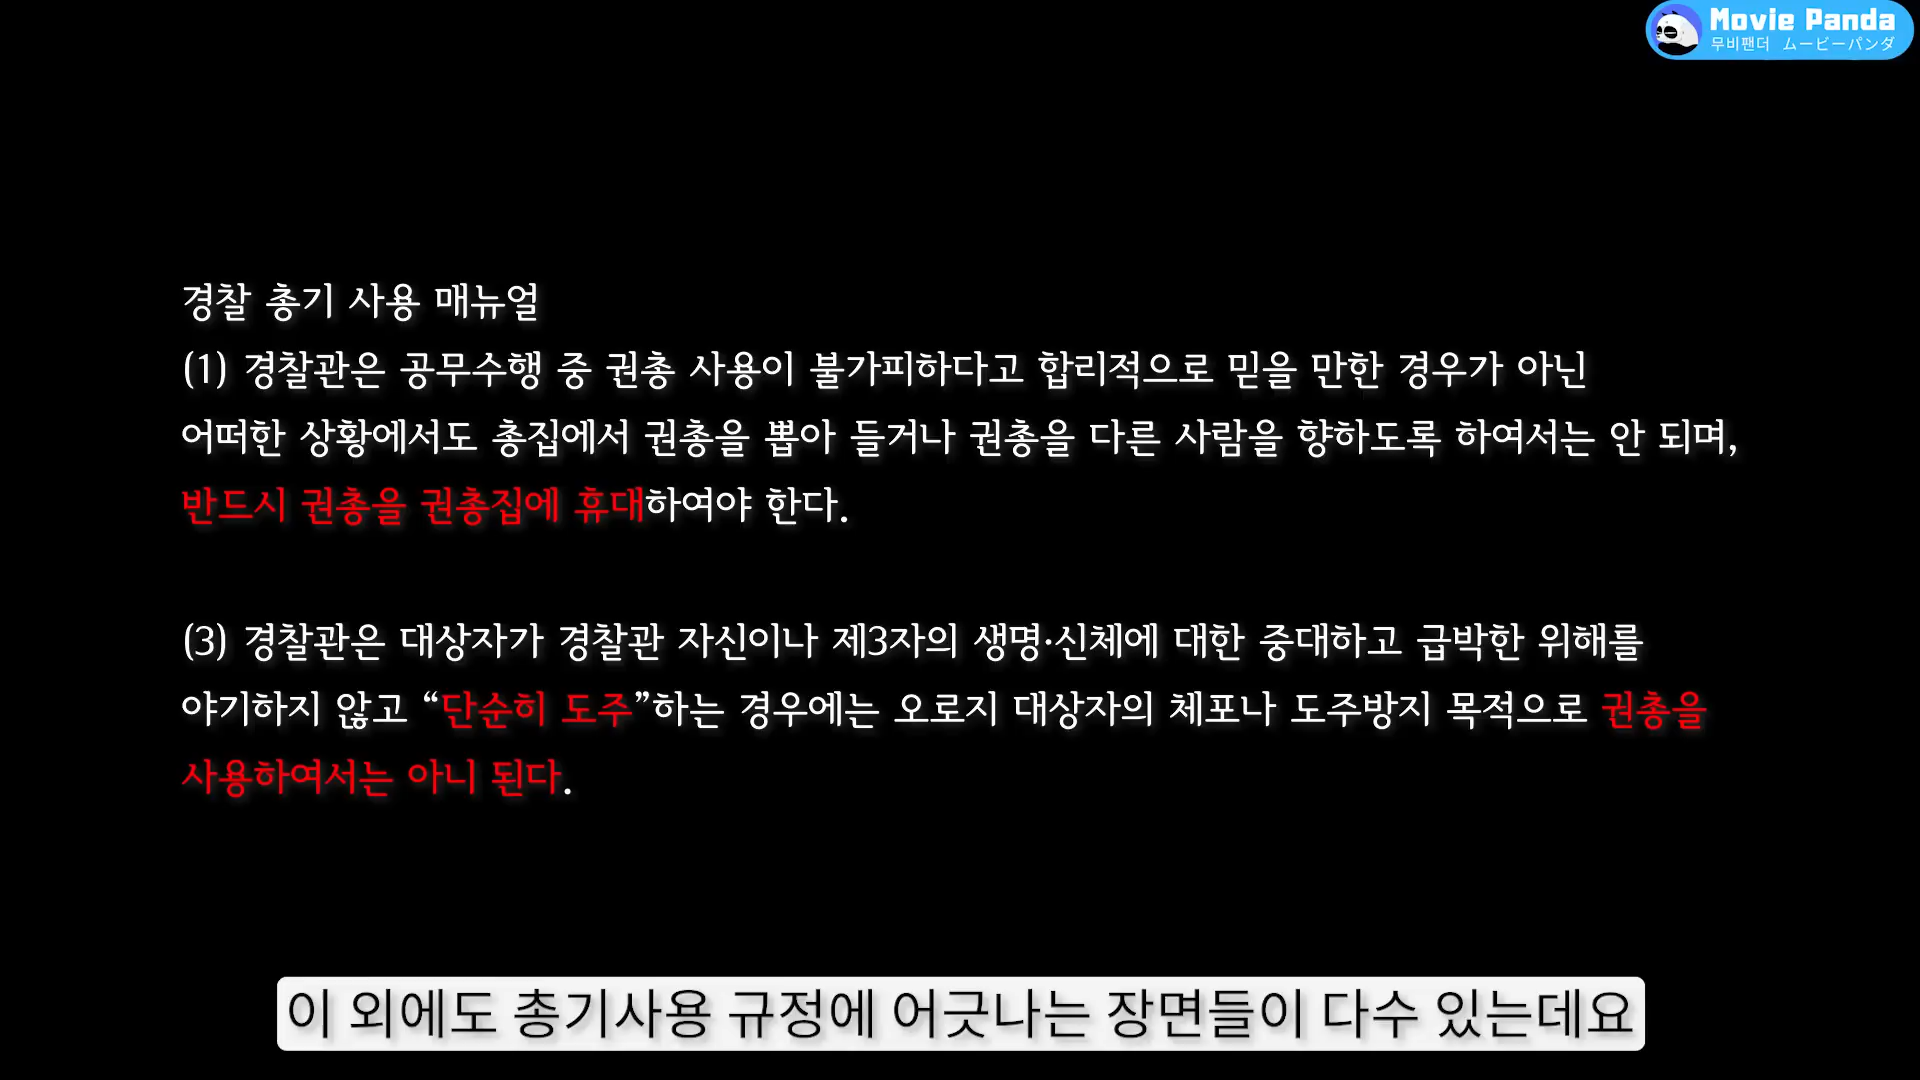 Movie Panda
무비팬더 ムービーパンダ
경찰 총기 사용 매뉴얼
(1) 경찰관은 공무수행 중 권총 사용이 불가피하다고 합리적으로 믿을 만한 경우가 아닌
어떠한 상황에서도 총집에서 권총을 뽑아 들거나 권총을 다른 사람을 향하도록 하여서는 안 되며,
반드시 권총을 권총집에 휴대하여야 한다.
(3) 경찰관은 대상자가 경찰관 자신이나 제3자의 생명·신체에 대한 중대하고 급박한 위해를
야기하지 않고 “단순히 도주”하는 경우에는 오로지 대상자의 체포나 도주방지 목적으로 권총을
사용하여서는 아니 된다.
이 외에도 총기사용 규정에 어긋나는 장면들이 다수 있는데요